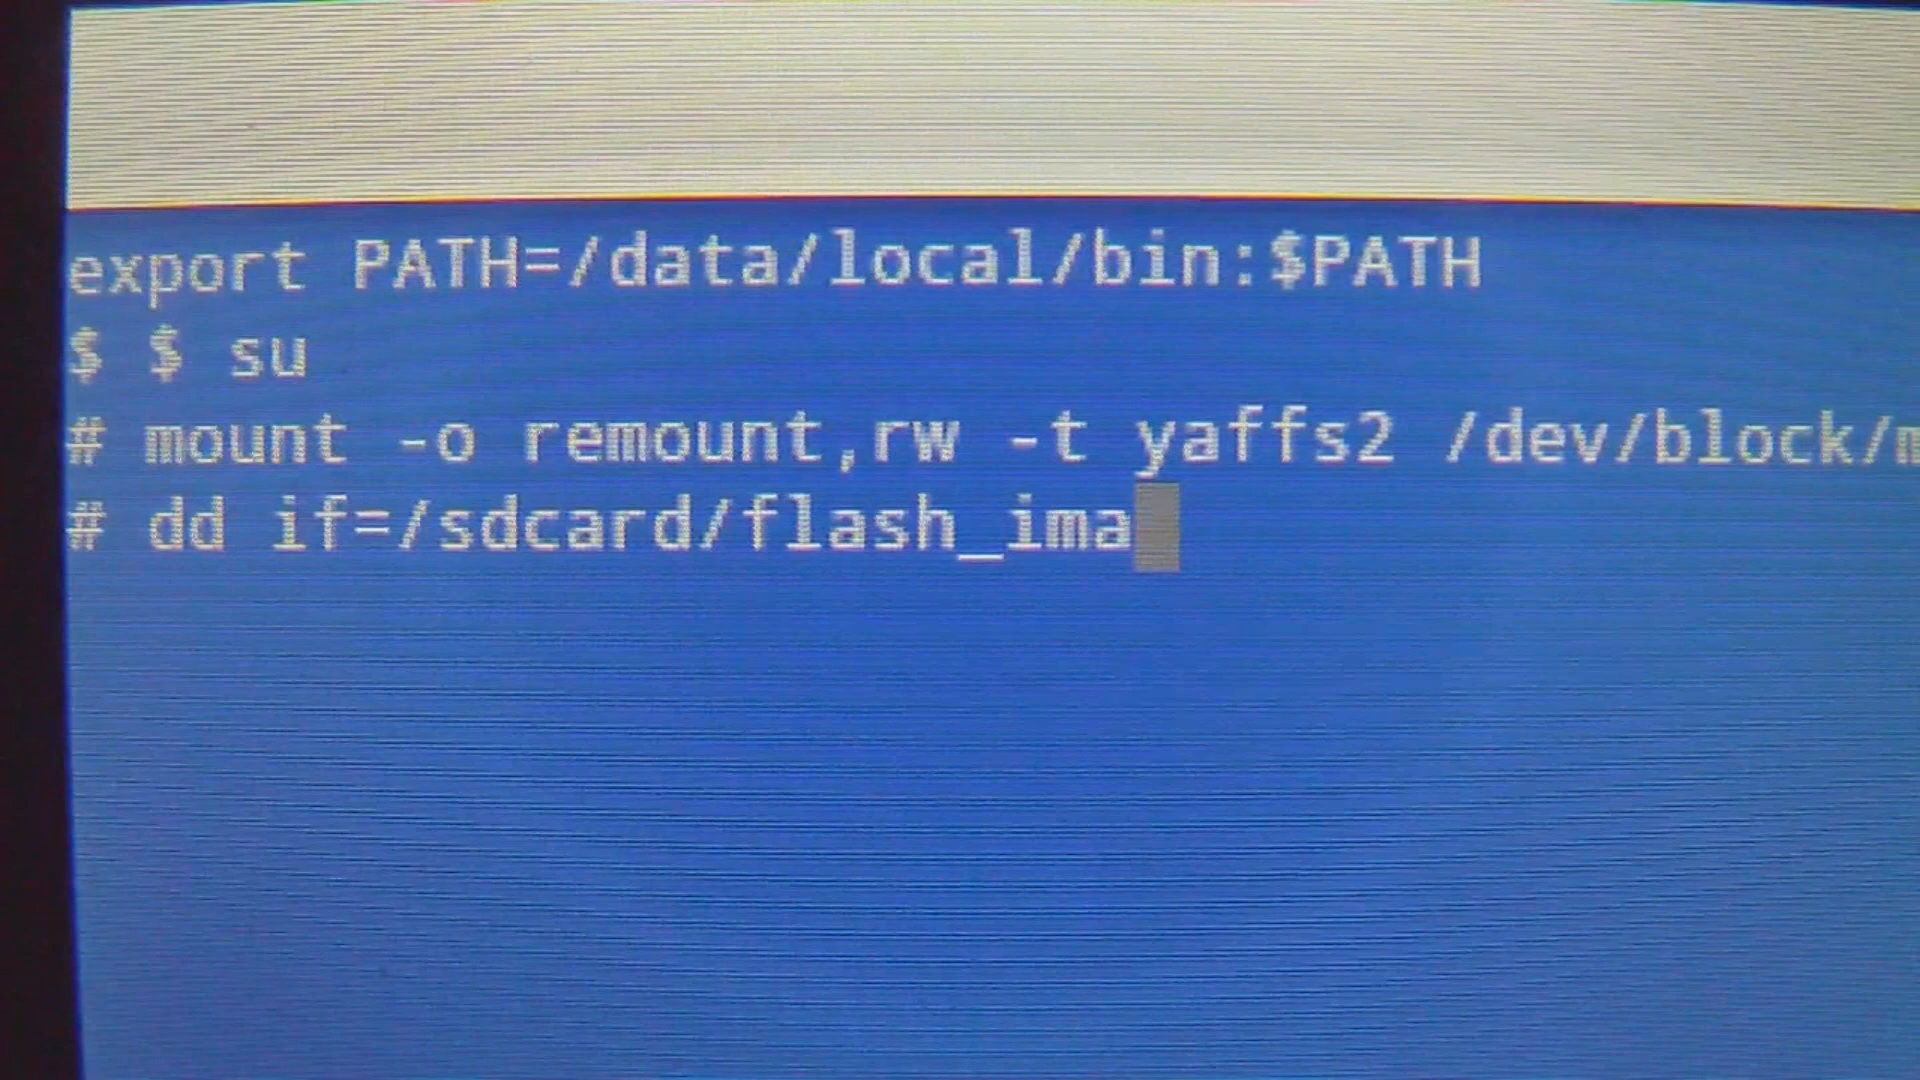 export PATH=/data/local/bin:$PATH
$ $ su
# mount -o remount,rw -t yaffs2 /dev/block/m
# dd if=/sdcard/flash_ima